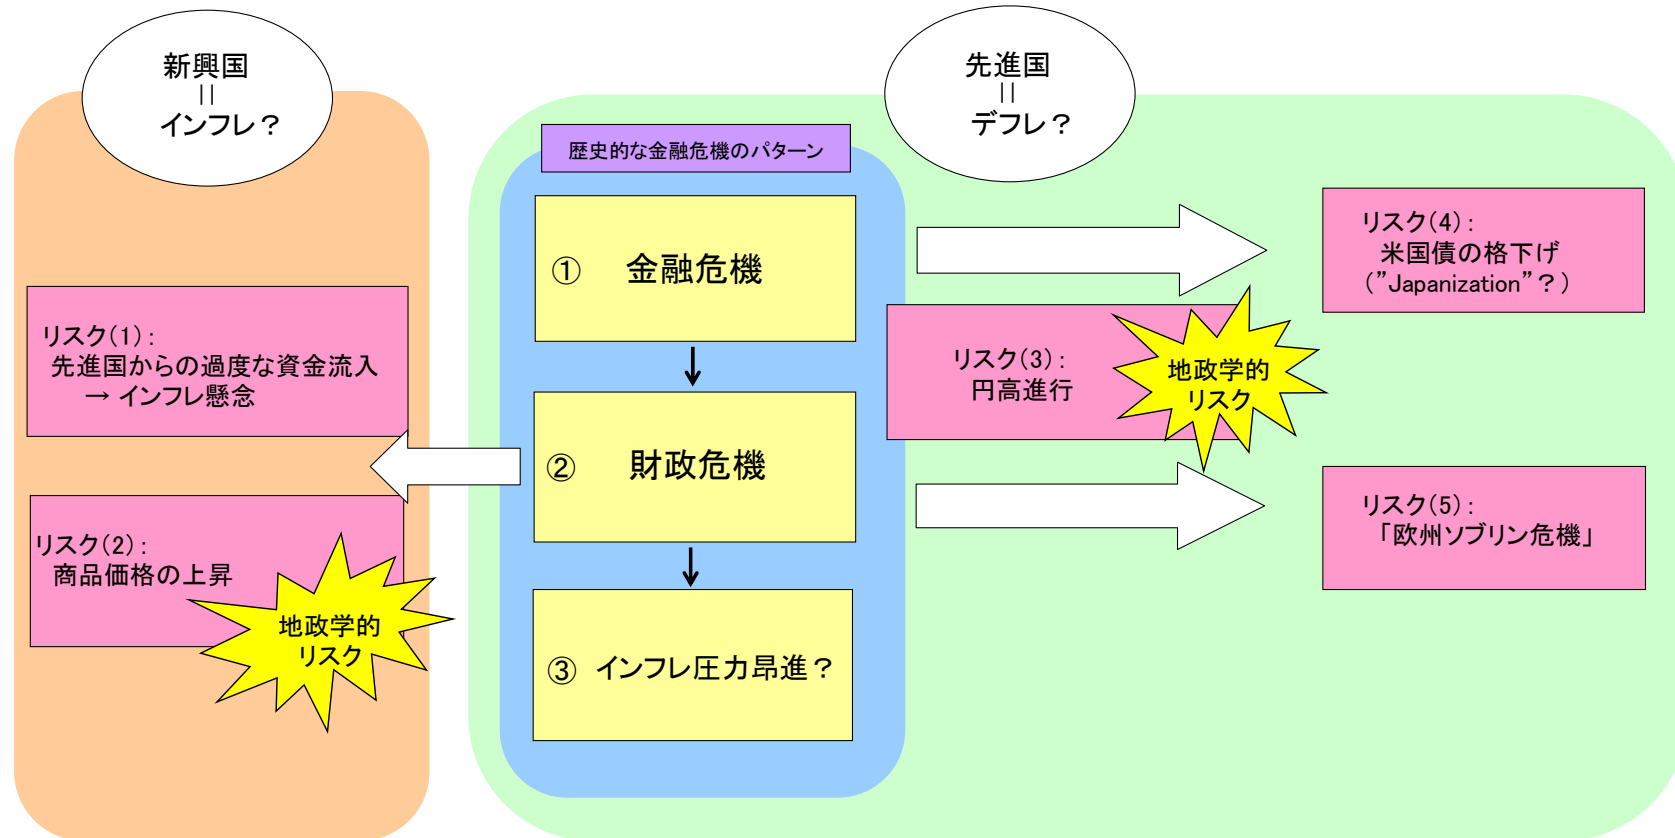 新興国
||
インフレ？
先進国
||
デフレ？
歴史的な金融危機のパターン
① 金融危機
② 財政危機
③ インフレ圧力昂進？
リスク(1)：
先進国からの過度な資金流入
→ インフレ懸念
リスク(2)：
商品価格の上昇
地政学的
リスク
リスク(3)：
円高進行
地政学的
リスク
リスク(4)：
米国債の格下げ
(”Japanization”？)
リスク(5)：
「欧州ソブリン危機」